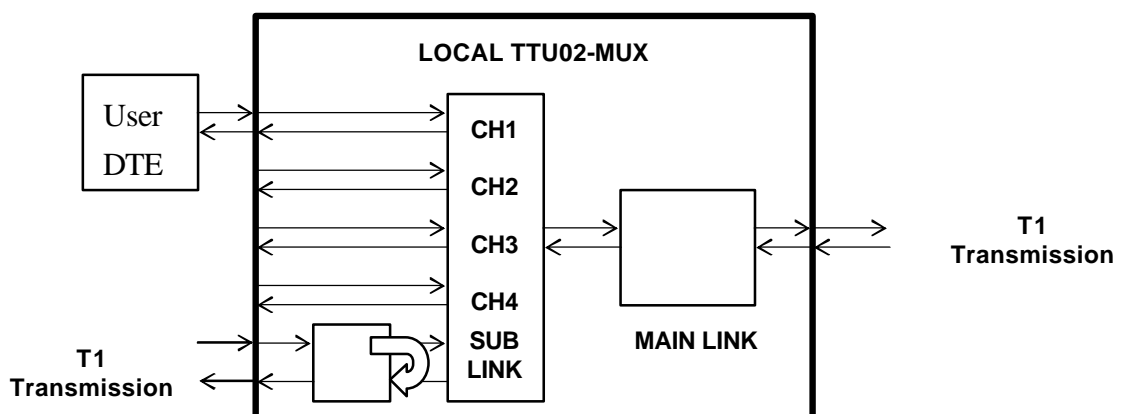 LOCAL TTU02-MUX
User
DTE
CH1
CH2
CH3
CH4
SUB
LINK
MAIN LINK
T1
Transmission
T1
Transmission